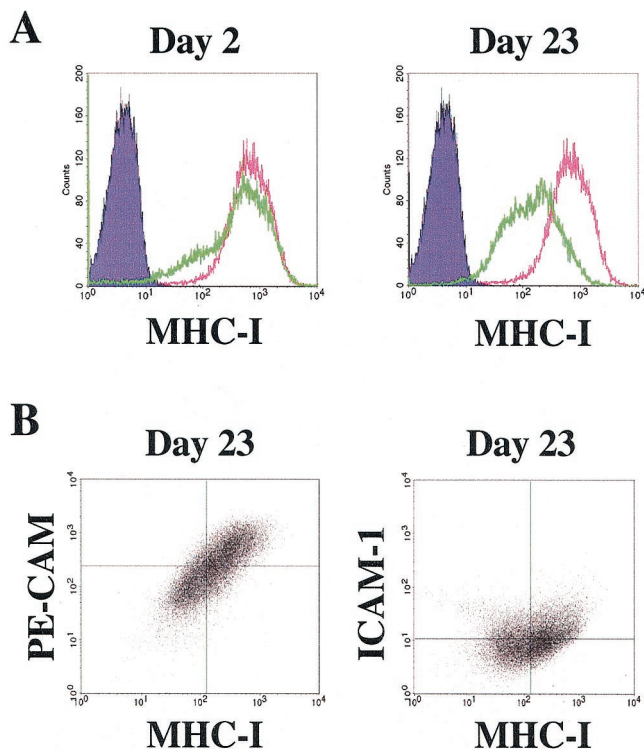 A
Day 2
Day 23
200
160
120
80
40
0
Counts
10⁰ 10¹ 10² 10³ 10⁴
MHC-I
200
160
120
80
40
0
Counts
10⁰ 10¹ 10² 10³ 10⁴
MHC-I
B
Day 23
Day 23
10⁴
10³
10²
10¹
10⁰
PE-CAM
10¹ 10² 10³ 10⁴
MHC-I
10⁴
10³
10²
10¹
10⁰
ICAM-1
10⁰ 10¹ 10² 10³ 10⁴
MHC-I